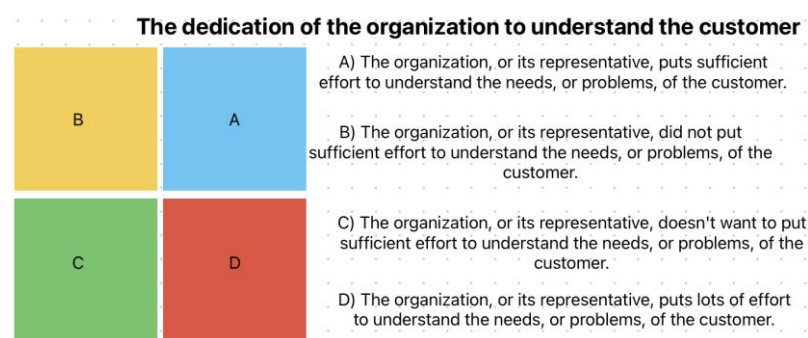 The dedication of the organization to understand the customer
B
A
C
D
A) The organization, or its representative, puts sufficient
effort to understand the needs, or problems, of the customer.
B) The organization, or its representative, did not put
sufficient effort to understand the needs, or problems, of the
customer.
C) The organization, or its representative, doesn't want to put
sufficient effort to understand the needs, or problems, of the
customer.
D) The organization, or its representative, puts lots of effort
to understand the needs, or problems, of the customer.